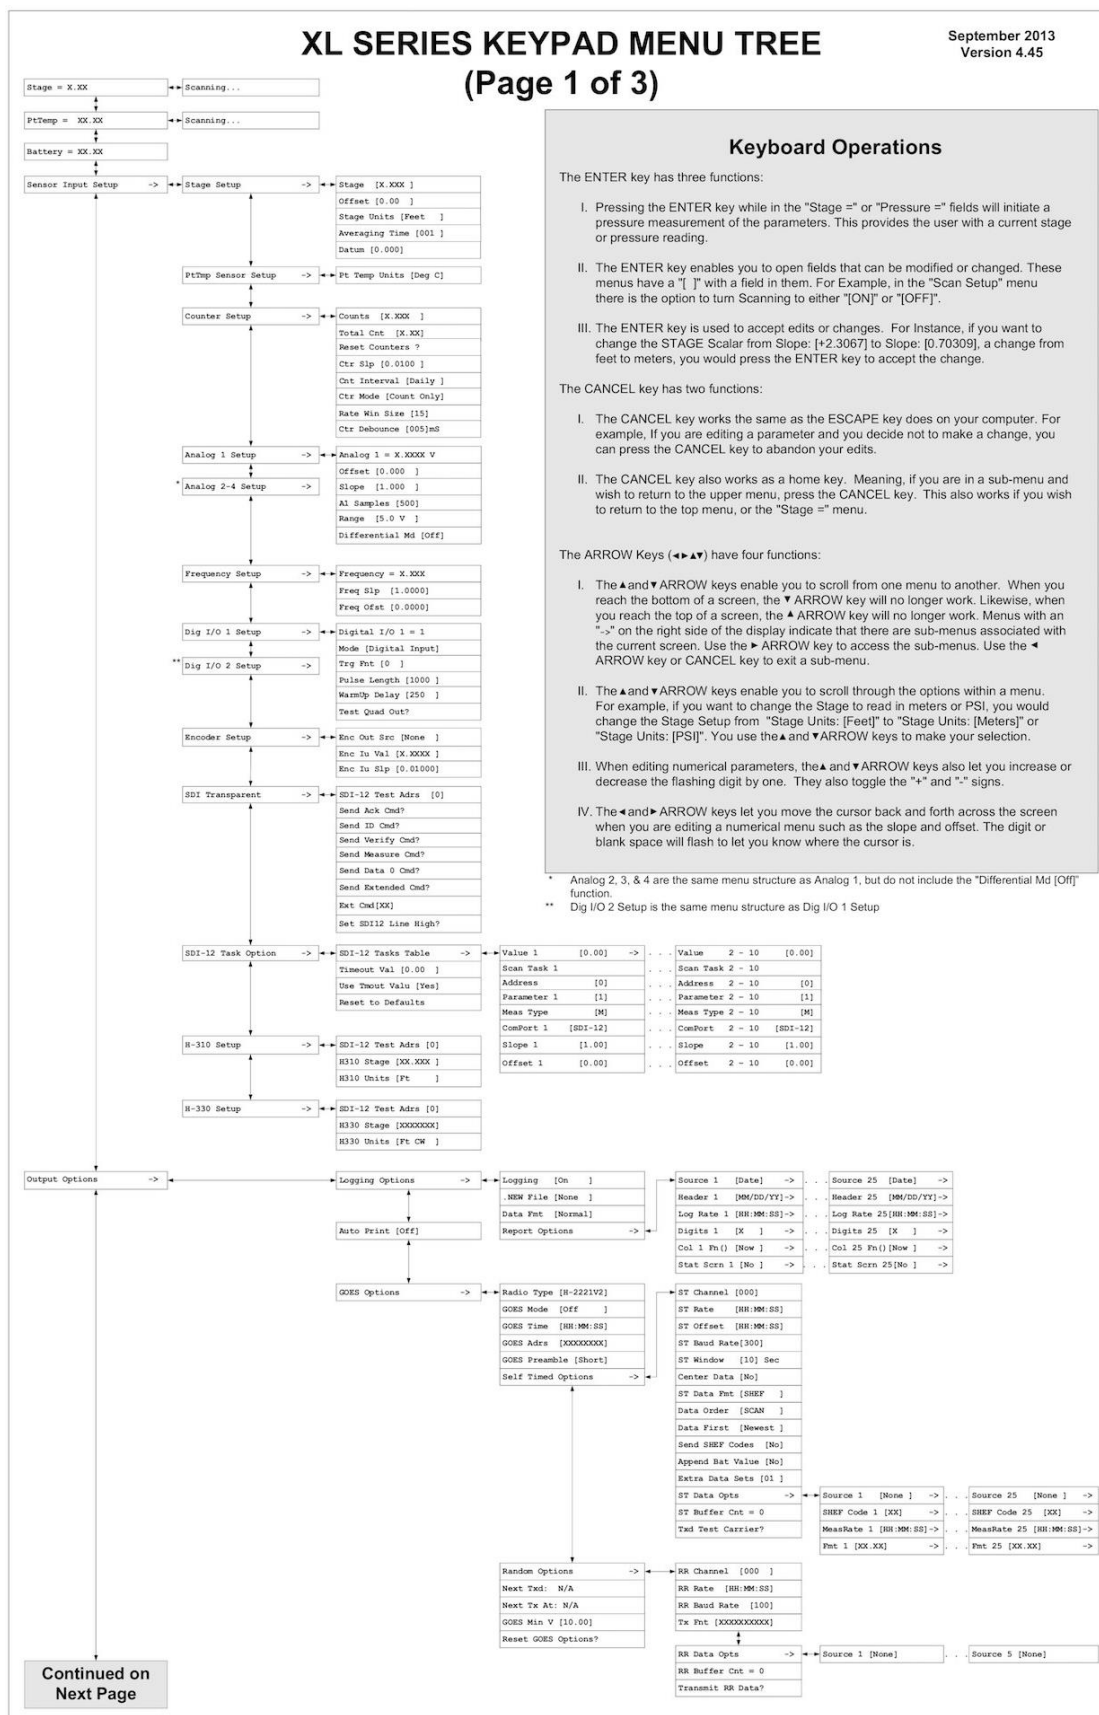 XL SERIES KEYPAD MENU TREE
(Page 1 of 3)
September 2013
Version 4.45
Stage = X.XX
Scanning...
PtTemp =  XX.XX
Scanning...
Battery = XX.XX
Keyboard Operations
The ENTER key has three functions:
I. Pressing the ENTER key while in the "Stage =" or "Pressure =" fields will initiate a
pressure measurement of the parameters. This provides the user with a current stage
or pressure reading.
II. The ENTER key enables you to open fields that can be modified or changed. These
menus have a "[  ]" with a field in them. For Example, in the "Scan Setup" menu
there is the option to turn Scanning to either "[ON]" or "[OFF]".
III. The ENTER key is used to accept edits or changes.  For Instance, if you want to
change the STAGE Scalar from Slope: [+2.3067] to Slope: [0.70309], a change from
feet to meters, you would press the ENTER key to accept the change.
The CANCEL key has two functions:
I. The CANCEL key works the same as the ESCAPE key does on your computer. For
example, If you are editing a parameter and you decide not to make a change, you
can press the CANCEL key to abandon your edits.
II. The CANCEL key also works as a home key.  Meaning, if you are in a sub-menu and
wish to return to the upper menu, press the CANCEL key.  This also works if you wish
to return to the top menu, or the "Stage =" menu.
The ARROW Keys (◄►▲▼) have four functions:
I. The▲and▼ARROW keys enable you to scroll from one menu to another.  When you
reach the bottom of a screen, the ▼ ARROW key will no longer work. Likewise, when
you reach the top of a screen, the ▲ ARROW key will no longer work. Menus with an
"->" on the right side of the display indicate that there are sub-menus associated with
the current screen. Use the ► ARROW key to access the sub-menus. Use the ◄
ARROW key or CANCEL key to exit a sub-menu.
II. The▲and▼ARROW keys enable you to scroll through the options within a menu.
For example, if you want to change the Stage to read in meters or PSI, you would
change the Stage Setup from  "Stage Units: [Feet]" to "Stage Units: [Meters]" or
"Stage Units: [PSI]". You use the▲and ▼ARROW keys to make your selection.
III. When editing numerical parameters, the▲ and ▼ARROW keys also let you increase or
decrease the flashing digit by one.  They also toggle the "+" and "-" signs.
IV. The◄and►ARROW keys let you move the cursor back and forth across the screen
when you are editing a numerical menu such as the slope and offset. The digit or
blank space will flash to let you know where the cursor is.
* Analog 2, 3, & 4 are the same menu structure as Analog 1, but do not include the "Differential Md [Off]"
function.
** Dig I/O 2 Setup is the same menu structure as Dig I/O 1 Setup
Sensor Input Setup ->
Stage Setup ->
Stage  [X.XXX ]
Offset [0.00  ]
Stage Units [Feet   ]
Averaging Time [001 ]
Datum [0.000]
PtTmp Sensor Setup ->
Pt Temp Units [Deg C]
Counter Setup ->
Counts  [X.XXX  ]
Total Cnt  [X.XX]
Reset Counters ?
Ctr Slp [0.0100 ]
Cnt Interval [Daily ]
Ctr Mode [Count Only]
Rate Win Size [15]
Ctr Debounce [005]mS
Analog 1 Setup ->
* Analog 2-4 Setup ->
Analog 1 = X.XXXX V
Offset [0.000  ]
Slope  [1.000  ]
A1 Samples [500]
Range  [5.0 V  ]
Differential Md [Off]
Frequency Setup ->
Frequency = X.XXX
Freq Slp  [1.0000]
Freq Ofst [0.0000]
Dig I/O 1 Setup ->
** Dig I/O 2 Setup ->
Digital I/O 1 = 1
Mode [Digital Input]
Trg Fnt [0  ]
Pulse Length [1000 ]
WarmUp Delay [250  ]
Test Quad Out?
Encoder Setup ->
Enc Out Src [None  ]
Enc Iu Val [X.XXXX ]
Enc Iu Slp [0.01000]
SDI Transparent ->
SDI-12 Test Adrs  [0]
Send Ack Cmd?
Send ID Cmd?
Send Verify Cmd?
Send Measure Cmd?
Send Data 0 Cmd?
Send Extended Cmd?
Ext Cmd[XX]
Set SDI12 Line High?
SDI-12 Task Option ->
SDI-12 Tasks Table ->
Timeout Val [0.00  ]
Use Tmout Valu [Yes]
Reset to Defaults
Value 1 [0.00] -> . . . Value 2 - 10 [0.00]
Scan Task 1 . . . Scan Task 2 - 10
Address [0] . . . Address 2 - 10 [0]
Parameter 1 [1] . . . Parameter 2 - 10 [1]
Meas Type [M] . . . Meas Type 2 - 10 [M]
ComPort 1 [SDI-12] . . . ComPort 2 - 10 [SDI-12]
Slope 1 [1.00] . . . Slope 2 - 10 [1.00]
Offset 1 [0.00] . . . Offset 2 - 10 [0.00]
H-310 Setup ->
SDI-12 Test Adrs [0]
H310 Stage [XX.XXX ]
H310 Units [Ft     ]
H-330 Setup ->
SDI-12 Test Adrs [0]
H330 Stage [XXXXXXX]
H330 Units [Ft CW  ]
Output Options ->
Logging Options ->
Logging   [On    ]
.NEW File [None  ]
Data Fmt  [Normal]
Report Options ->
Source 1   [Date] -> . . . Source 25  [Date] ->
Header 1  [MM/DD/YY]-> . . . Header 25  [MM/DD/YY]->
Log Rate 1 [HH:MM:SS]-> . . . Log Rate 25[HH:MM:SS]->
Digits 1   [X   ] -> . . . Digits 25  [X   ] ->
Col 1 Fn() [Now ] -> . . . Col 25 Fn()[Now ] ->
Stat Scrn 1 [No ] -> . . . Stat Scrn 25[No ] ->
Auto Print [Off]
GOES Options ->
Radio Type [H-2221V2]
GOES Mode  [Off    ]
GOES Time  [HH:MM:SS]
GOES Adrs  [XXXXXXXX]
GOES Preamble [Short]
Self Timed Options ->
ST Channel [000]
ST Rate    [HH:MM:SS]
ST Offset  [HH:MM:SS]
ST Baud Rate[300]
ST Window   [10] Sec
Center Data [No]
ST Data Fmt [SHEF   ]
Data Order  [SCAN   ]
Data First  [Newest ]
Send SHEF Codes  [No]
Append Bat Value [No]
Extra Data Sets [01 ]
ST Data Opts ->
ST Buffer Cnt = 0
Txd Test Carrier?
Source 1   [None ] -> . . . Source 25   [None ] ->
SHEF Code 1 [XX] -> . . . SHEF Code 25  [XX] ->
MeasRate 1 [HH:MM:SS]-> . . . MeasRate 25 [HH:MM:SS]->
Fmt 1 [XX.XX] -> . . . Fmt 25 [XX.XX] ->
Random Options ->
Next Txd:  N/A
Next Tx At: N/A
GOES Min V [10.00]
Reset GOES Options?
RR Channel  [000  ]
RR Rate  [HH:MM:SS]
RR Baud Rate  [100]
Tx Fnt [XXXXXXXXXX]
RR Data Opts ->
RR Buffer Cnt = 0
Transmit RR Data?
Source 1 [None] . . . Source 5 [None]
Continued on
Next Page